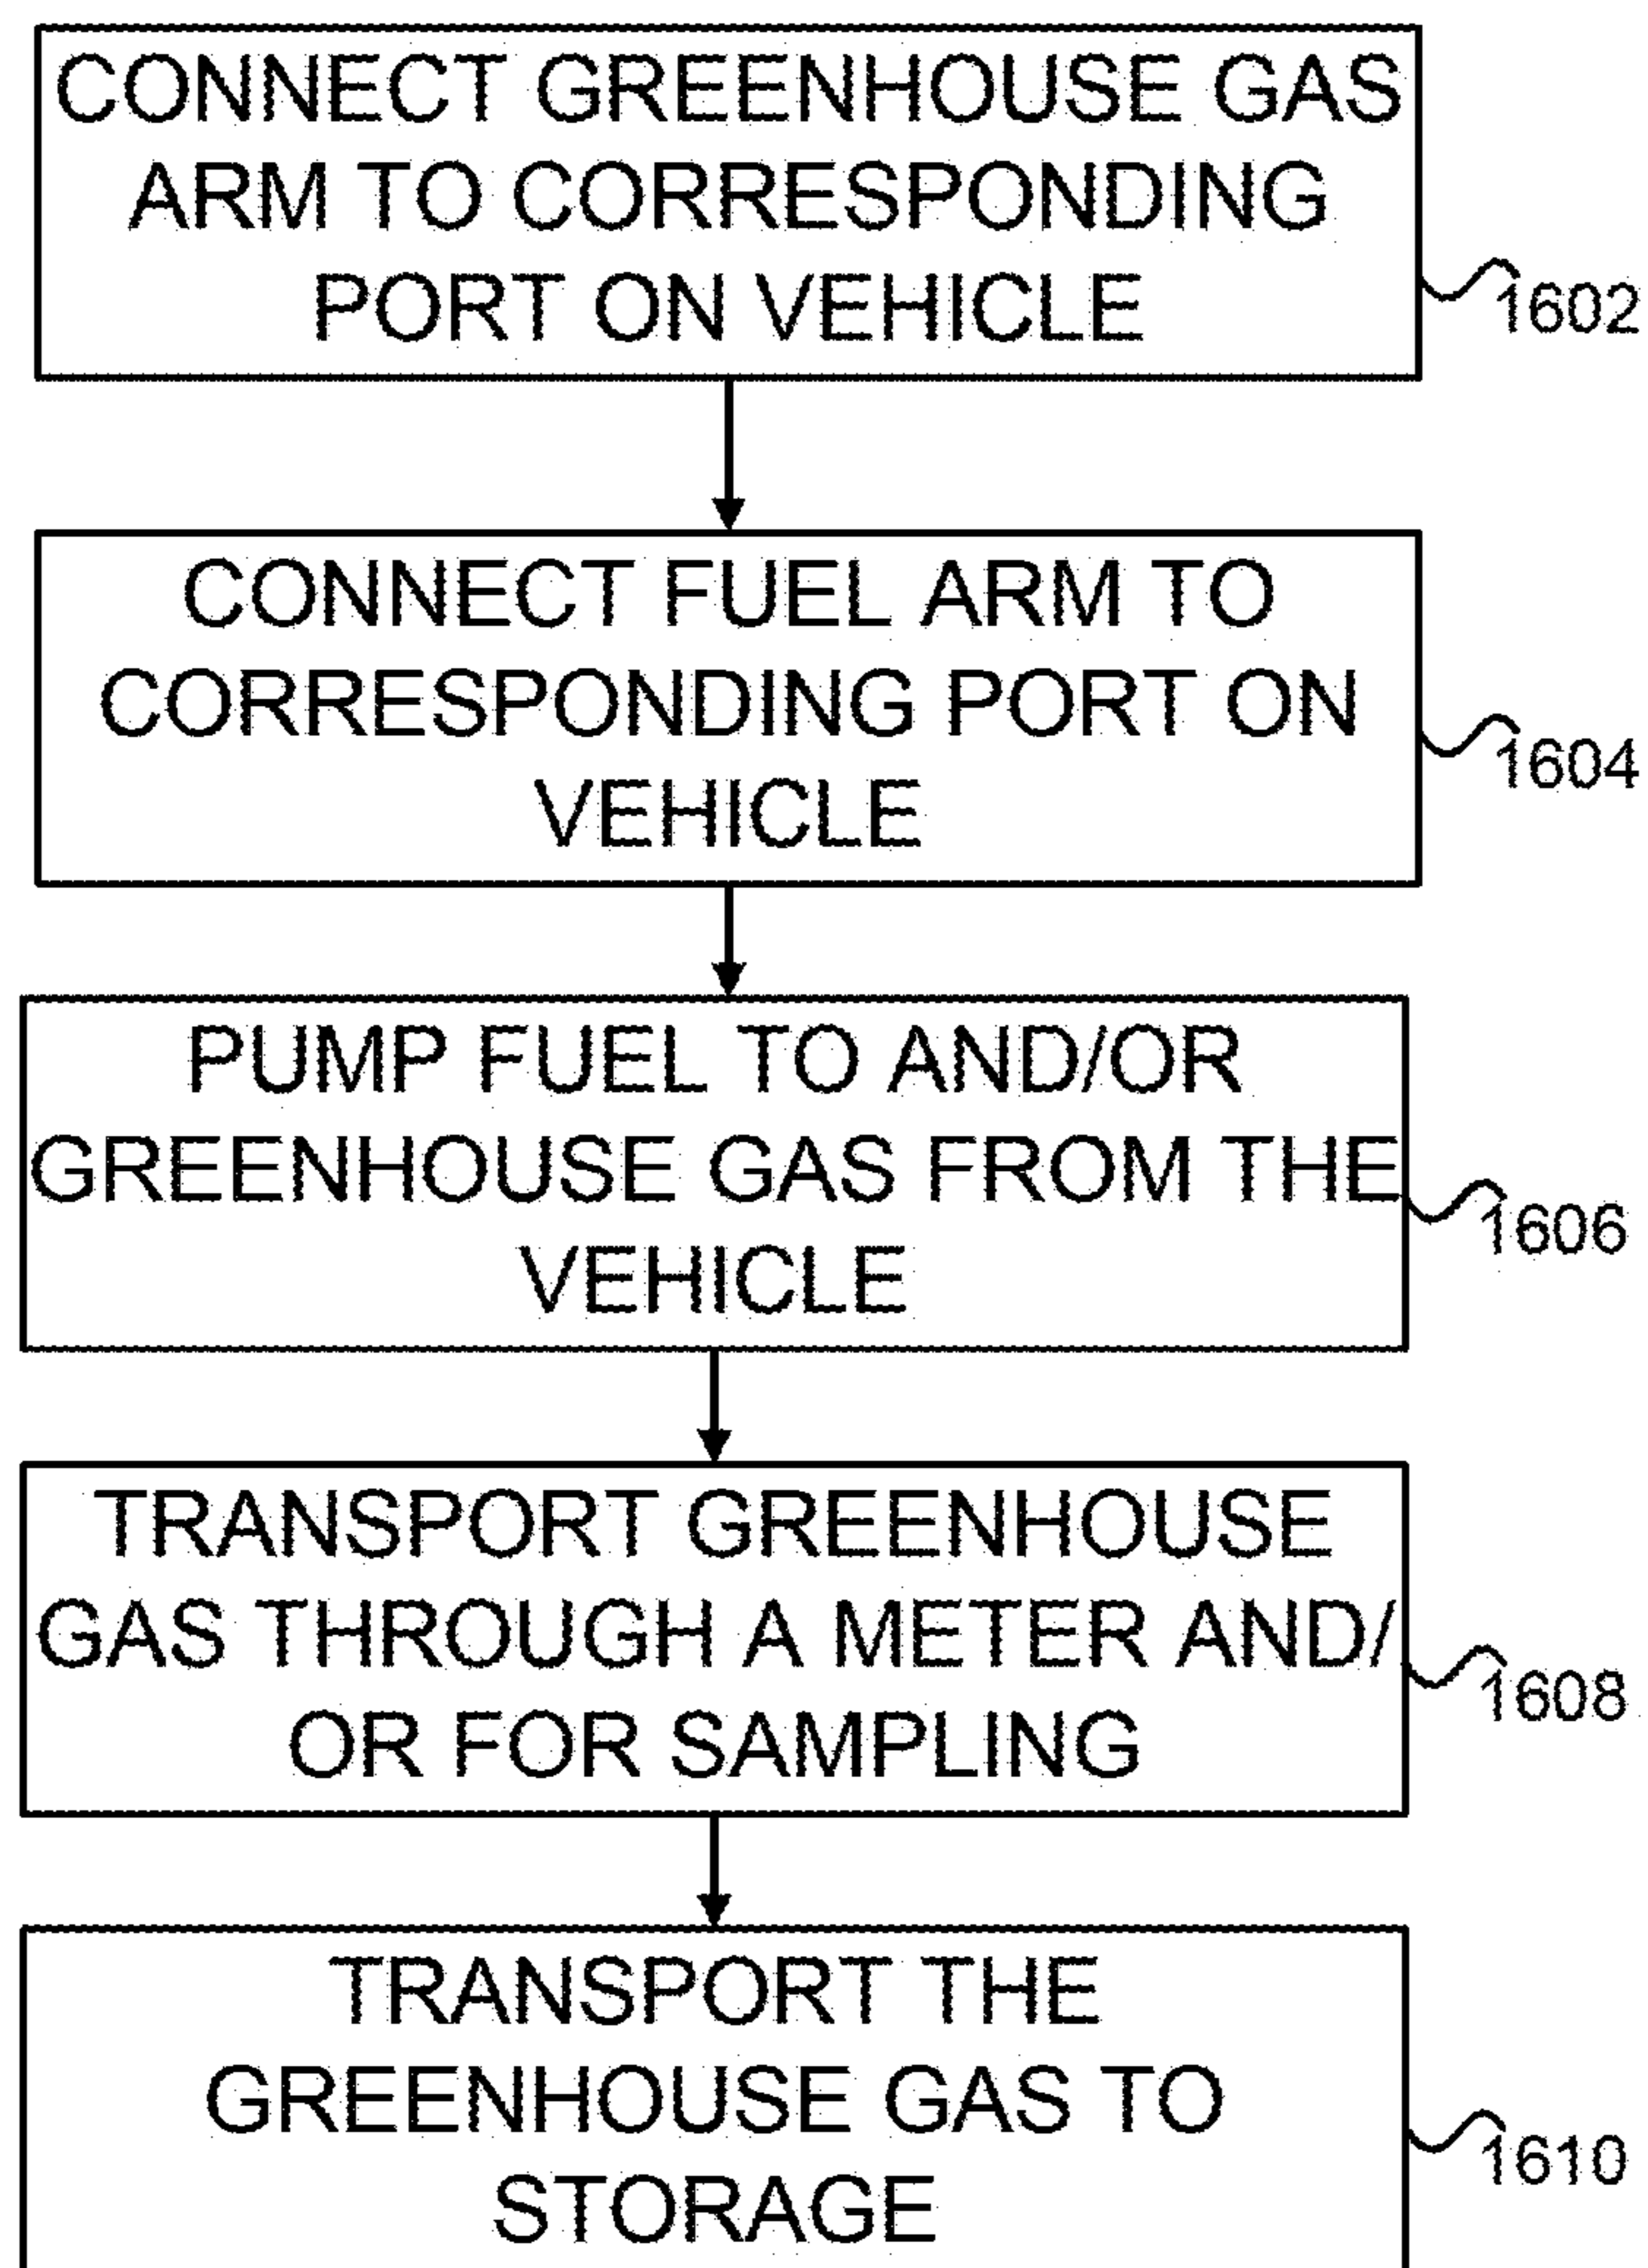 CONNECT GREENHOUSE GAS
ARM TO CORRESPONDING
PORT ON VEHICLE
1602
CONNECT FUEL ARM TO
CORRESPONDING PORT ON
VEHICLE
1604
PUMP FUEL TO AND/OR
GREENHOUSE GAS FROM THE
VEHICLE
1606
TRANSPORT GREENHOUSE
GAS THROUGH A METER AND/
OR FOR SAMPLING
1608
TRANSPORT THE
GREENHOUSE GAS TO
STORAGE
1610